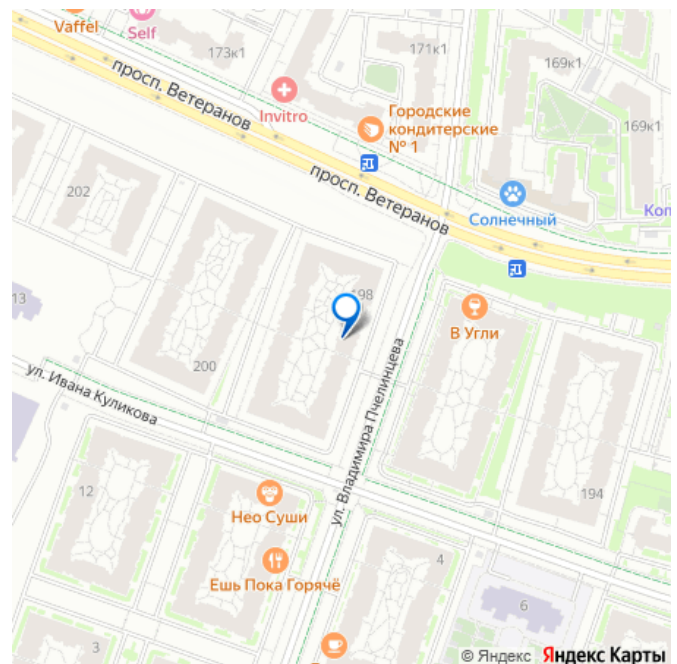 Vaffel
Self
173к1
171к1
169к1
просп. Ветеранов
Invitro
Городские
кондитерские
№ 1
169к1
202
просп. Ветеранов
Солнечный
Кол
198
13
В Угли
200
ул. Ивана Куликова
ул. Владимира Пчелинцева
12
194
Нео Суши
Ешь Пока Горячё
4
6
3
© Яндекс Яндекс Карты